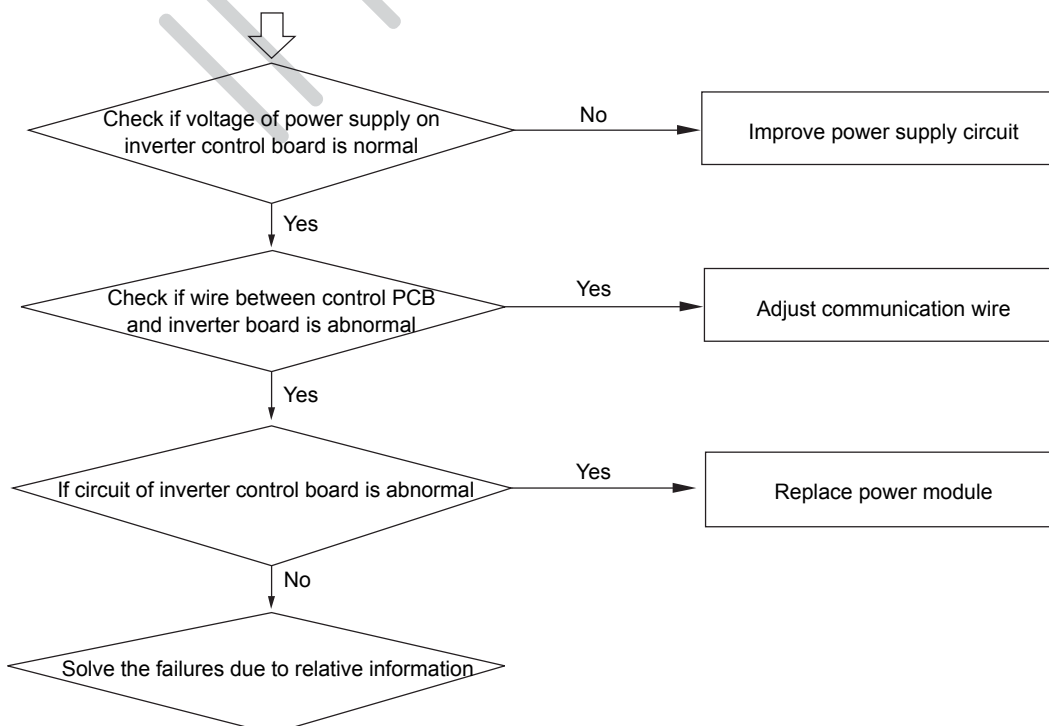 Check if voltage of power supply on
inverter control board is normal
No
Improve power supply circuit
Yes
Check if wire between control PCB
and inverter board is abnormal
Yes
Adjust communication wire
Yes
If circuit of inverter control board is abnormal
Yes
Replace power module
No
Solve the failures due to relative information